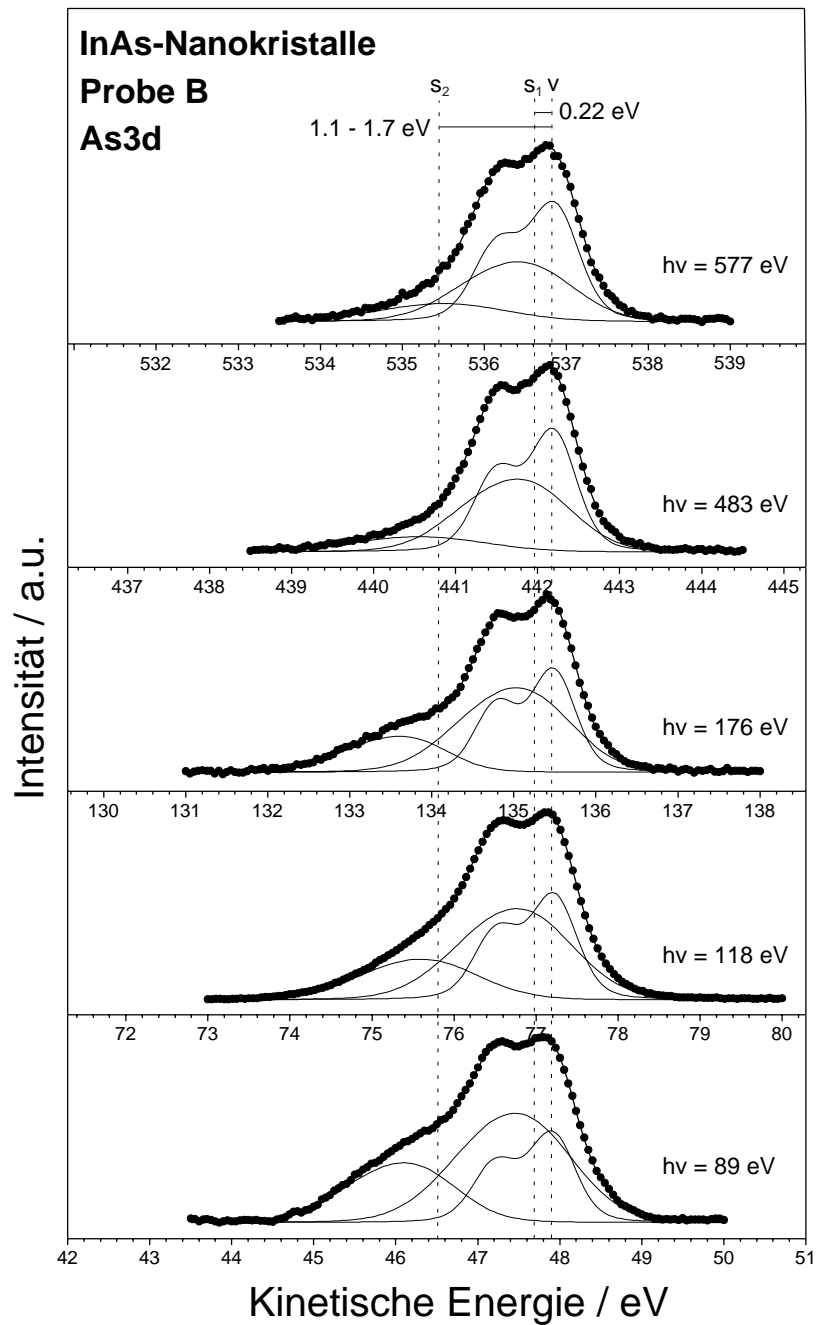 InAs-Nanokristalle
Probe B
As3d
s₂ s₁ v
0.22 eV
1.1 - 1.7 eV
hν = 577 eV
532 533 534 535 536 537 538 539
hν = 483 eV
437 438 439 440 441 442 443 444 445
hν = 176 eV
130 131 132 133 134 135 136 137 138
hν = 118 eV
72 73 74 75 76 77 78 79 80
hν = 89 eV
42 43 44 45 46 47 48 49 50 51
Kinetische Energie / eV
Intensität / a.u.